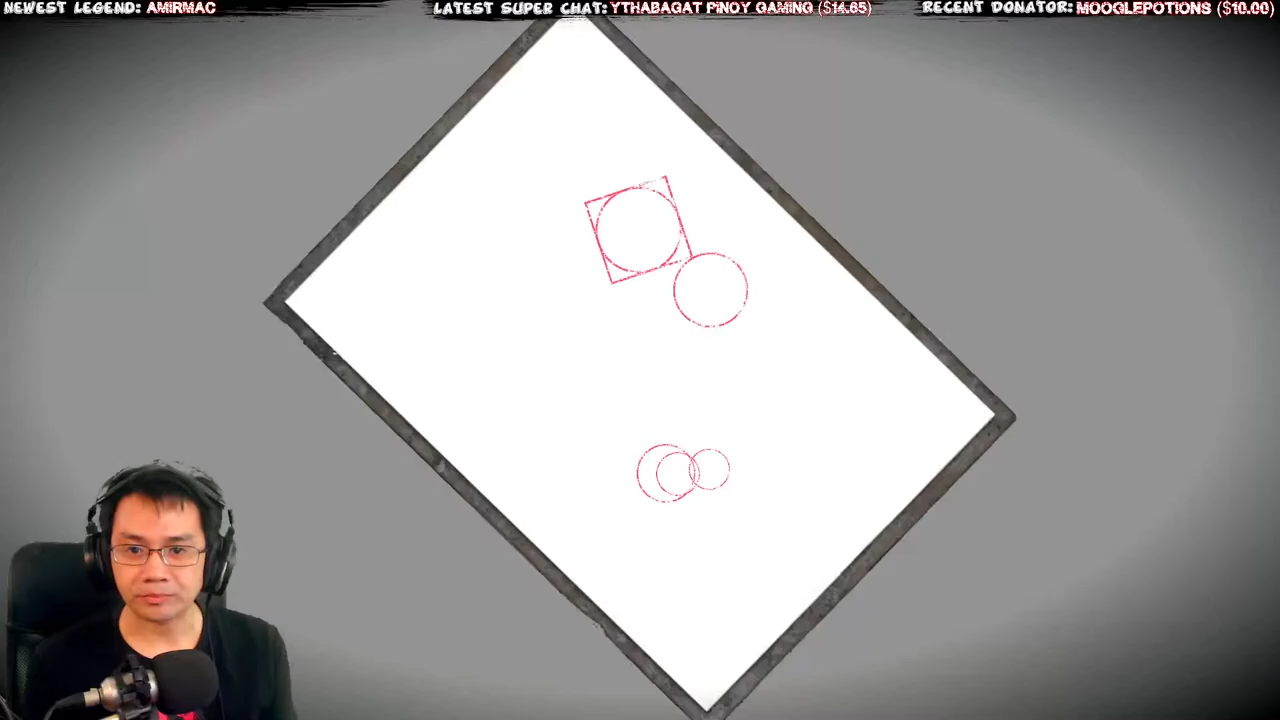 NEWEST LEGEND: AMIRMAC
LATEST SUPER CHAT: YTHABAGAT PINOY GAMING ($14.65)
RECENT DONATOR: MOOGLEPOTIONS ($10.00)